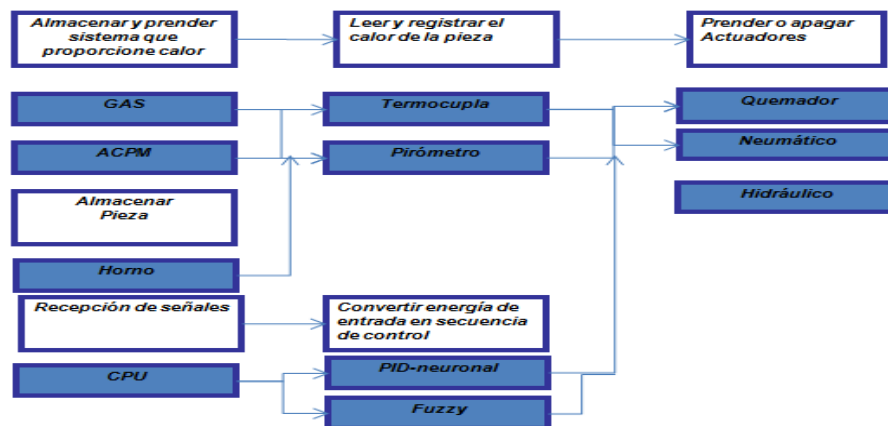 Almacenar y prender
sistema que
proporcione calor
Leer y registrar el
calor de la pieza
Prender o apagar
Actuadores
GAS
Termocupla
Quemador
ACPM
Pirómetro
Neumático
Almacenar
Pieza
Hidráulico
Horno
Recepción de señales
Convertir energía de
entrada en secuencia
de control
CPU
PID-neuronal
Fuzzy